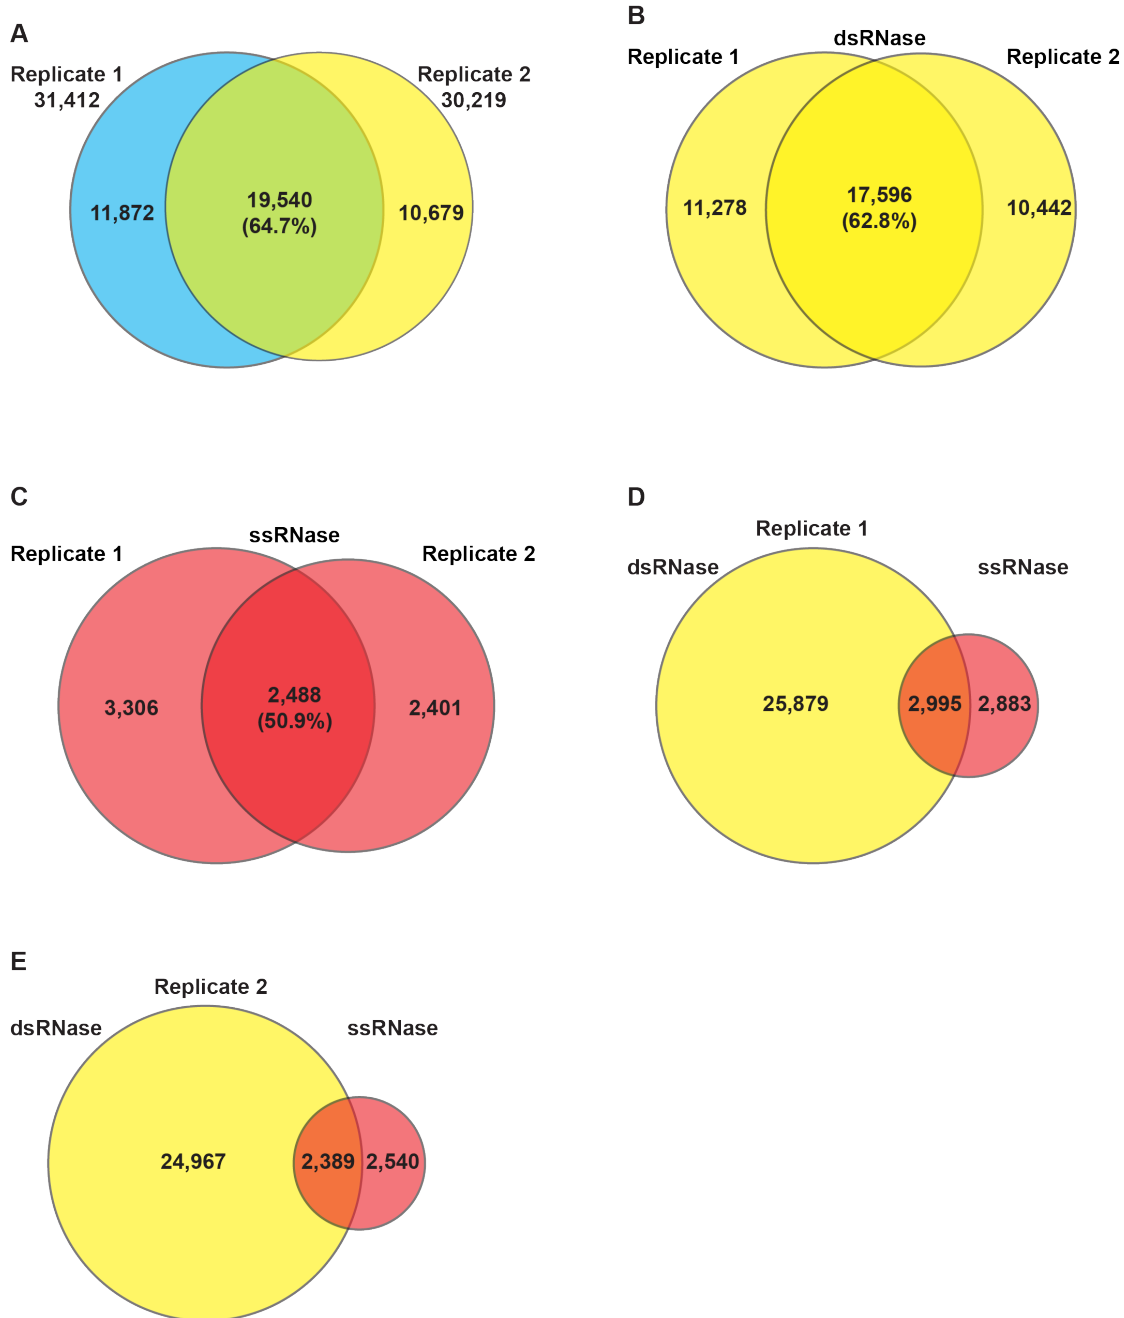 A
Replicate 1
31,412
Replicate 2
30,219
11,872
19,540
(64.7%)
10,679
B
dsRNase
Replicate 1
Replicate 2
11,278
17,596
(62.8%)
10,442
C
ssRNase
Replicate 1
Replicate 2
3,306
2,488
(50.9%)
2,401
D
Replicate 1
dsRNase
ssRNase
25,879
2,995
2,883
E
Replicate 2
dsRNase
ssRNase
24,967
2,389
2,540